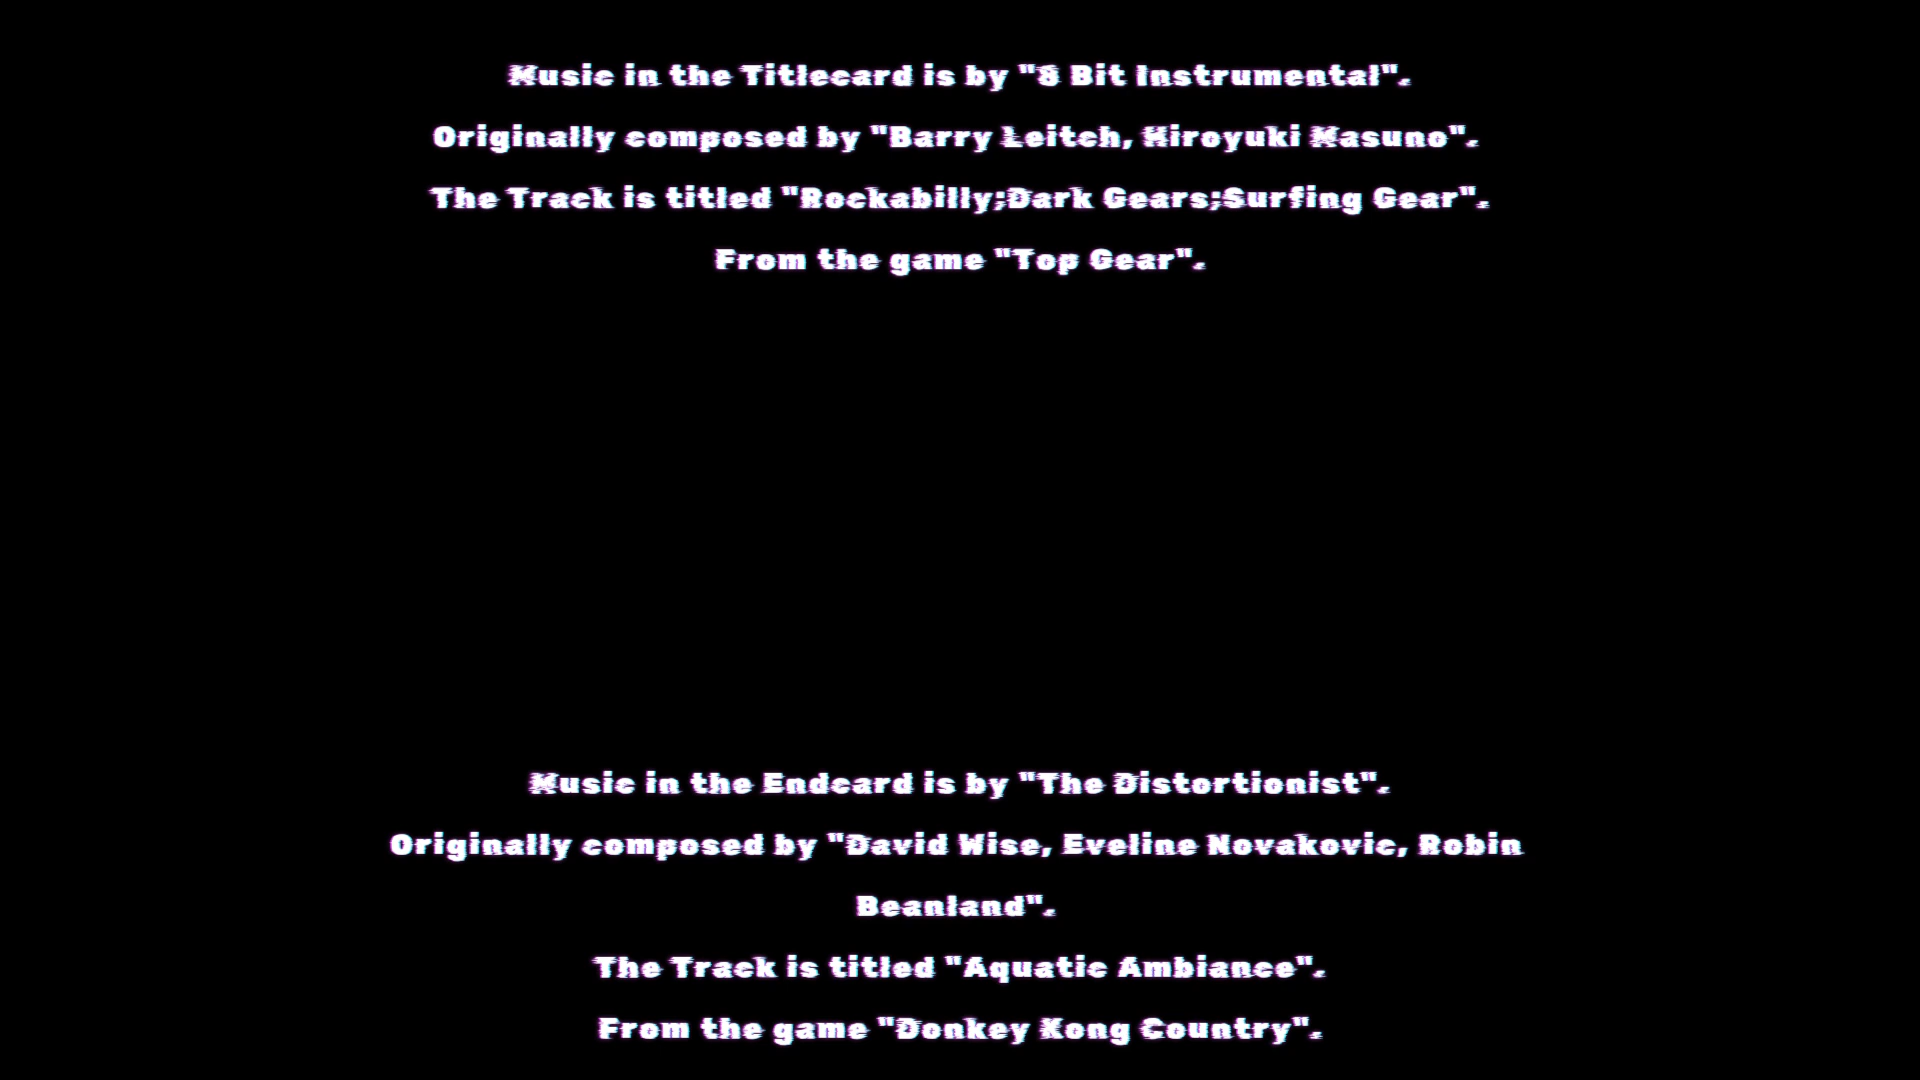 Music in the Titlecard is by "8 Bit Instrumental".
Originally composed by "Barry Leitch, Hiroyuki Masuno".
The Track is titled "Rockabilly;Dark Gears;Surfing Gear".
From the game "Top Gear".
Music in the Endcard is by "The Distortionist".
Originally composed by "David Wise, Eveline Novakovic, Robin
Beanland".
The Track is titled "Aquatic Ambiance".
From the game "Donkey Kong Country".